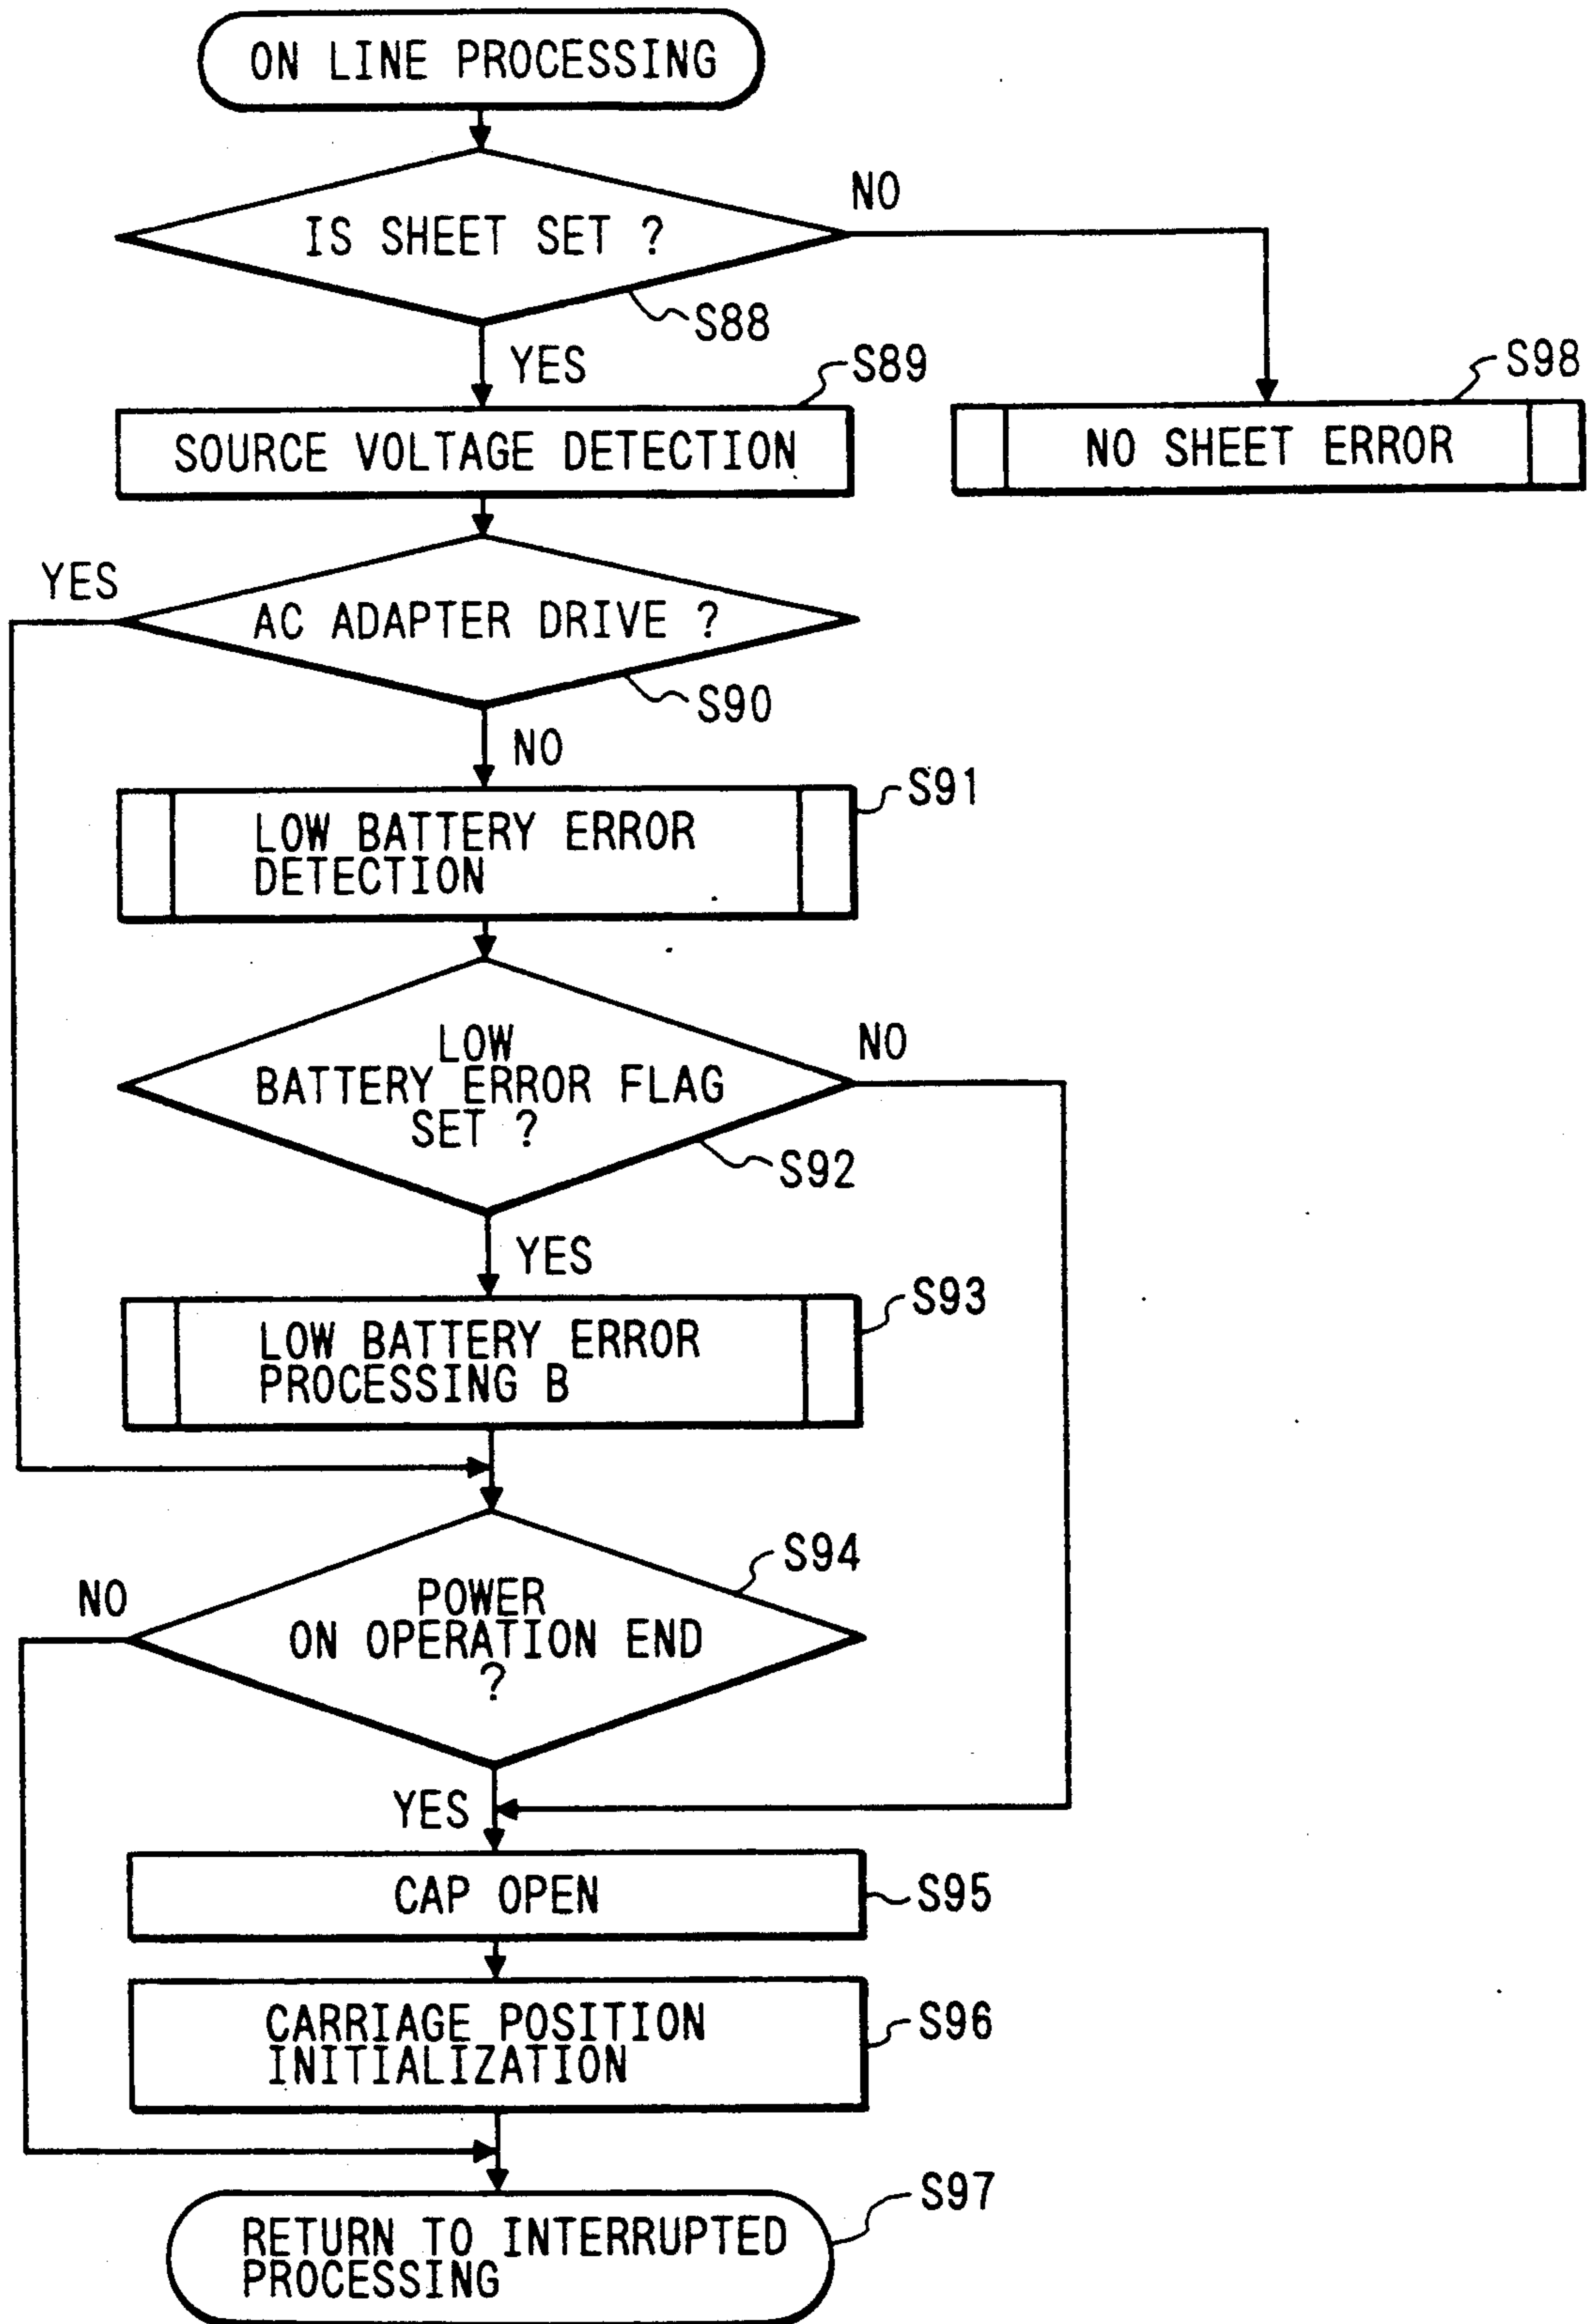 ON LINE PROCESSING
NO
IS SHEET SET ?
S88
YES
S89
S98
SOURCE VOLTAGE DETECTION
NO SHEET ERROR
YES
AC ADAPTER DRIVE ?
S90
NO
S91
LOW BATTERY ERROR
DETECTION
LOW
NO
BATTERY ERROR FLAG
SET ?
S92
YES
S93
LOW BATTERY ERROR
PROCESSING B
S94
NO
POWER
ON OPERATION END
?
YES
CAP OPEN
S95
CARRIAGE POSITION
S96
INITIALIZATION
S97
RETURN TO INTERRUPTED
PROCESSING